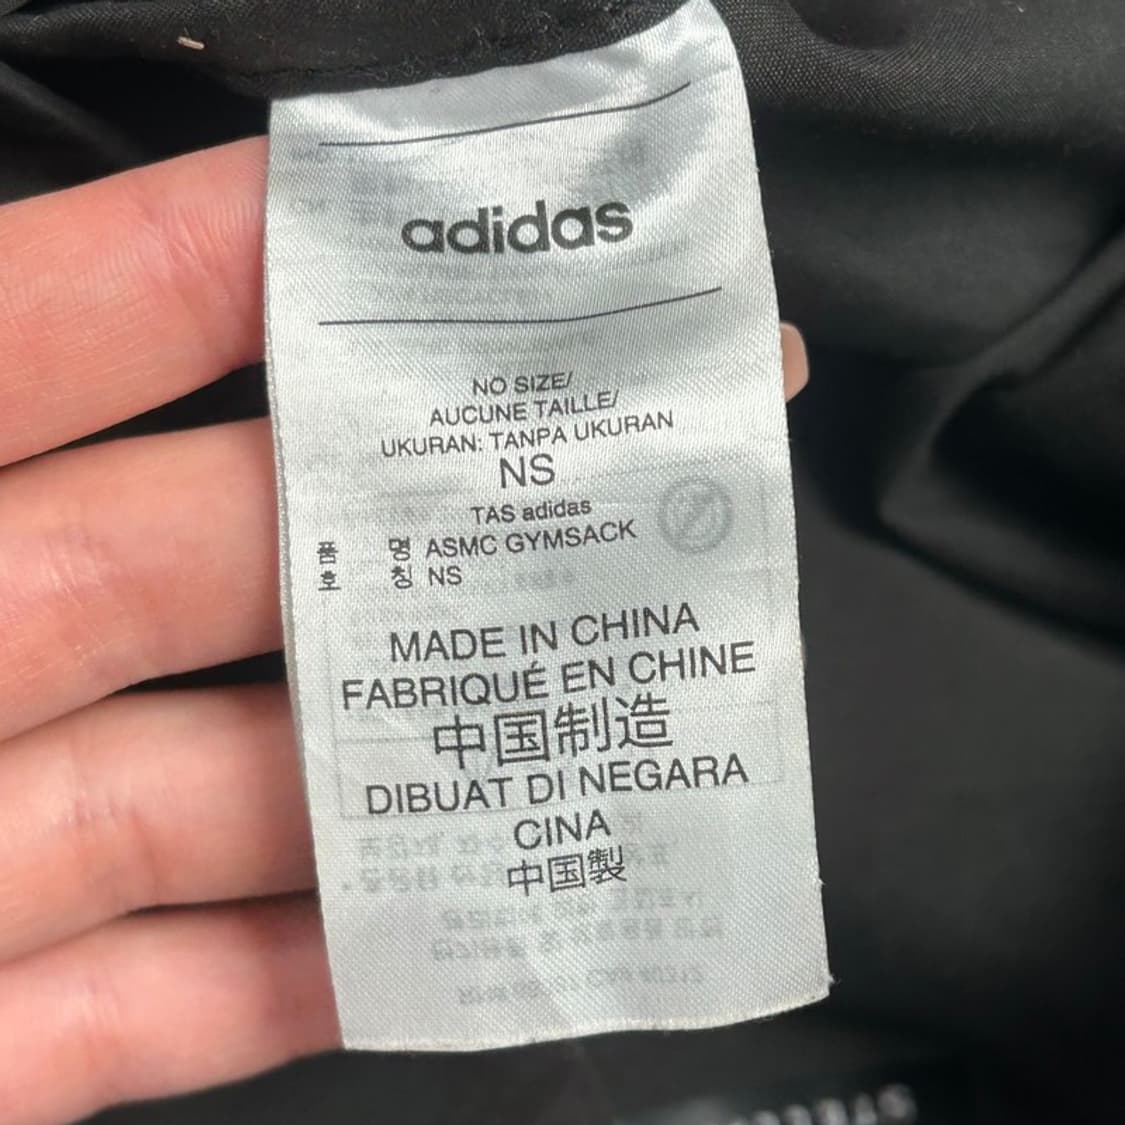 adidas
NO SIZE/
AUCUNE TAILLE/
UKURAN: TANPA UKURAN
NS
TAS adidas
품 명 ASMC GYMSACK
호 칭 NS
MADE IN CHINA
FABRIQUÉ EN CHINE
中国制造
DIBUAT DI NEGARA
CINA
中国製